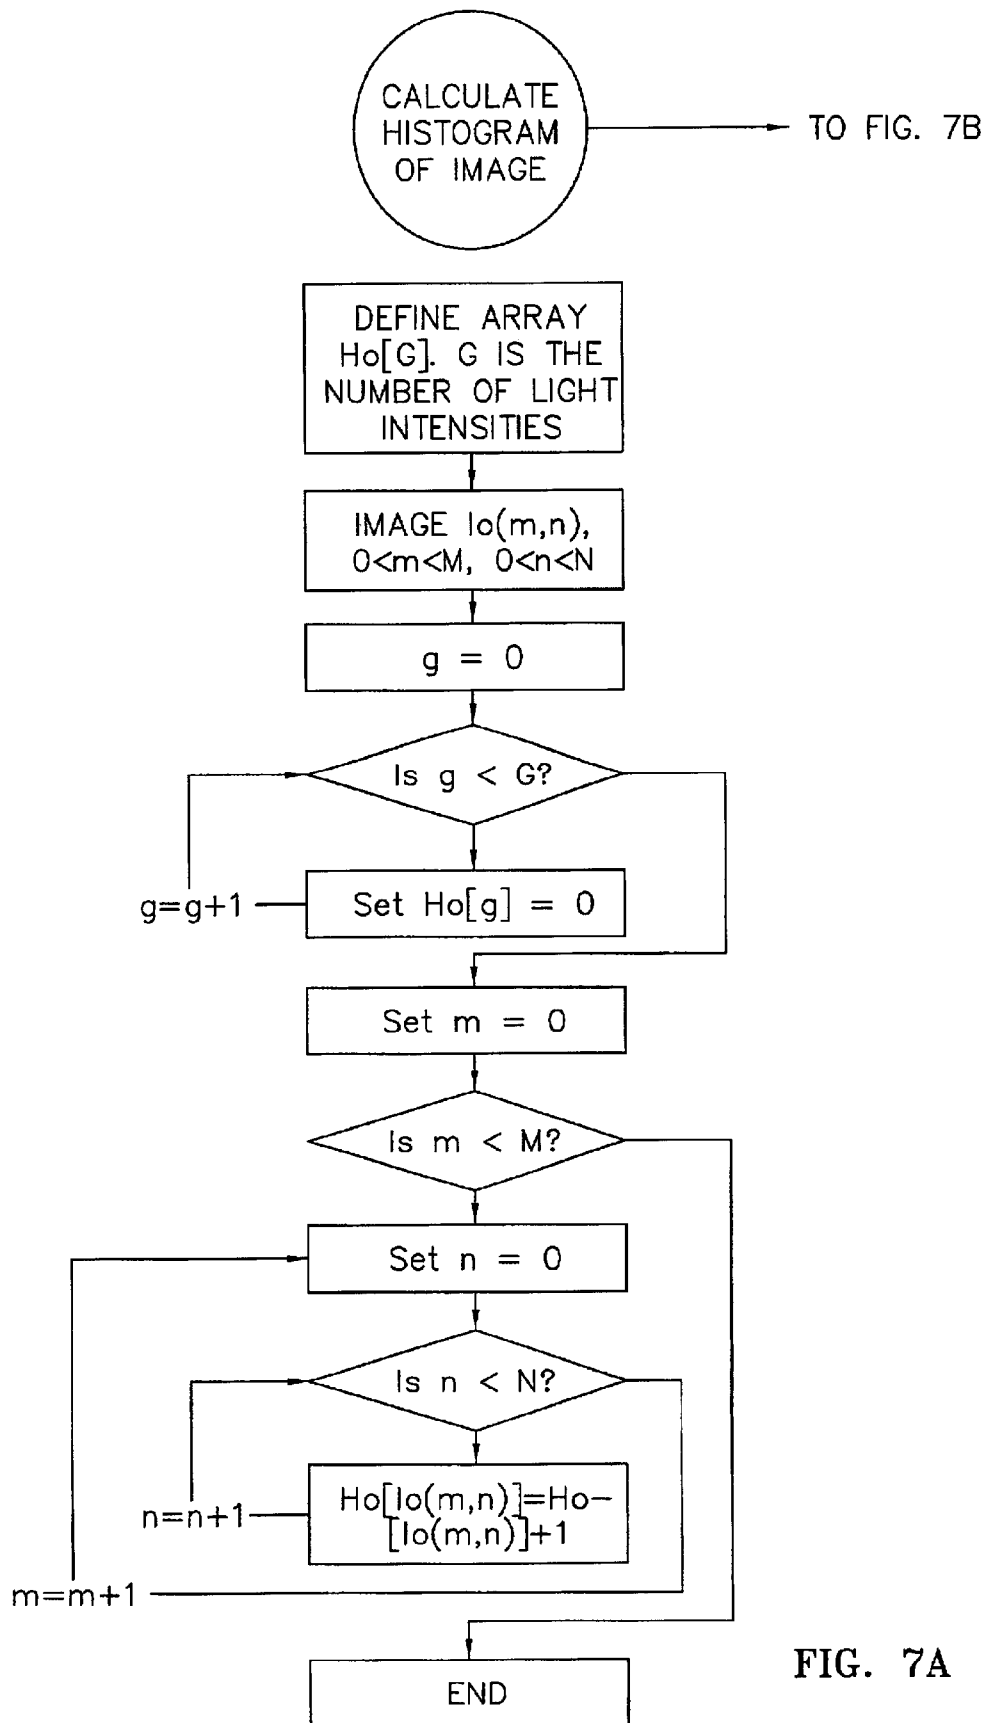 CALCULATE
HISTOGRAM
OF IMAGE
TO FIG. 7B
DEFINE ARRAY
Ho[G]. G IS THE
NUMBER OF LIGHT
INTENSITIES
IMAGE Io(m,n),
0<m<M, 0<n<N
g = 0
Is g < G?
g=g+1
Set Ho[g] = 0
Set m = 0
Is m < M?
Set n = 0
Is n < N?
Ho[Io(m,n)]=Ho-
[Io(m,n)]+1
n=n+1
m=m+1
END
FIG. 7A